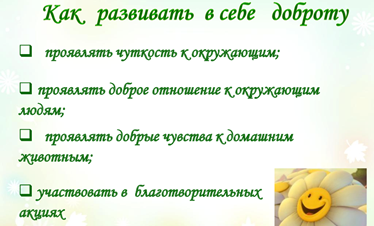 Как развивать в себе доброту
проявлять чуткость к окружающим;
проявлять доброе отношение к окружающим
людям;
проявлять добрые чувства к домашним
животным;
участвовать в благотворительных
акциях